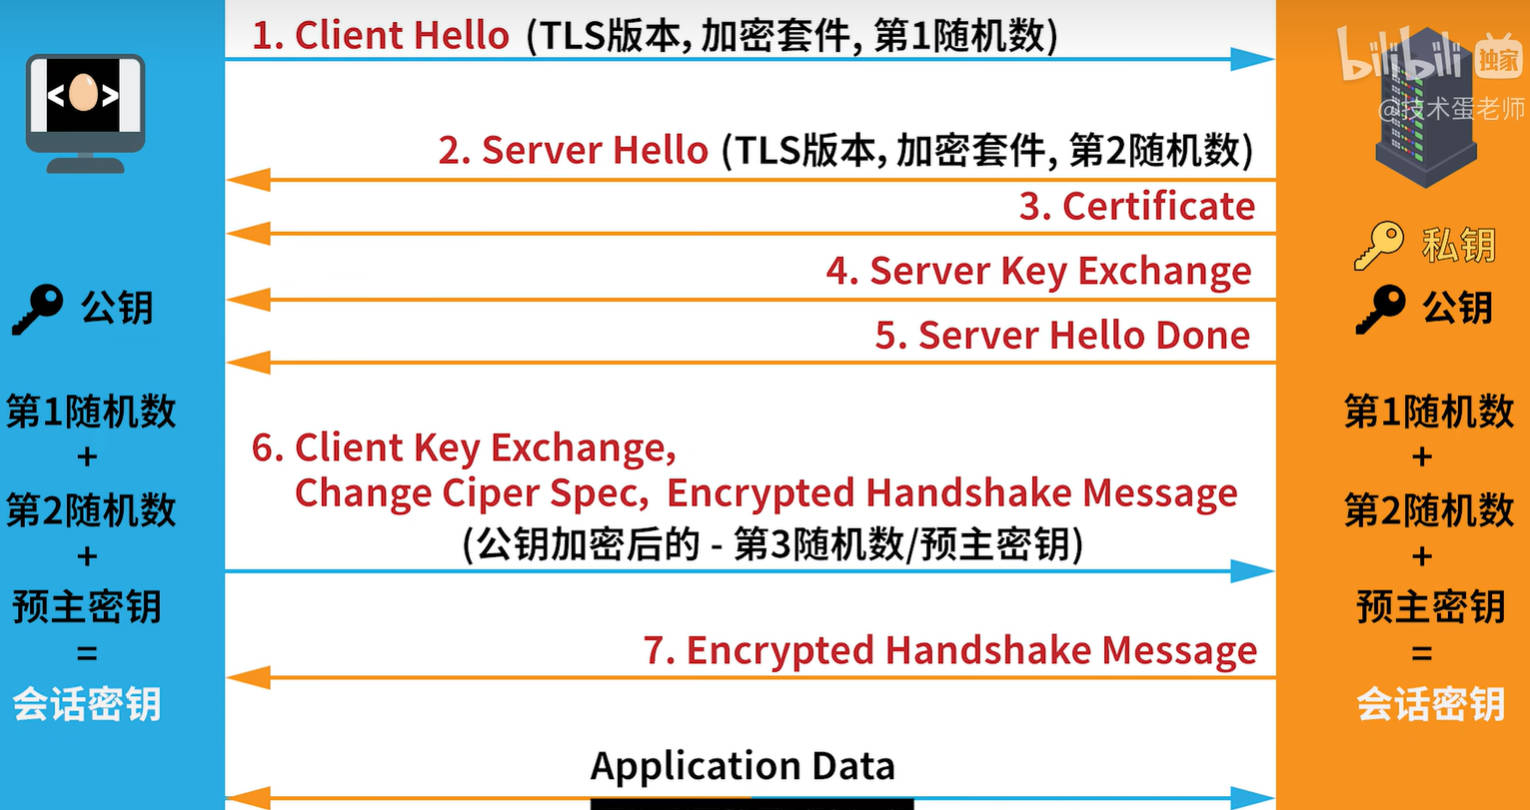 1. Client Hello (TLS版本, 加密套件, 第1随机数)
bilibili 独家
@技术蛋老师
< >
2. Server Hello (TLS版本, 加密套件, 第2随机数)
3. Certificate
私钥
4. Server Key Exchange
公钥
公钥
5. Server Hello Done
第1随机数
+
第2随机数
+
预主密钥
=
会话密钥
6. Client Key Exchange,
Change Ciper Spec, Encrypted Handshake Message
(公钥加密后的 - 第3随机数/预主密钥)
7. Encrypted Handshake Message
Application Data
第1随机数
+
第2随机数
+
预主密钥
=
会话密钥